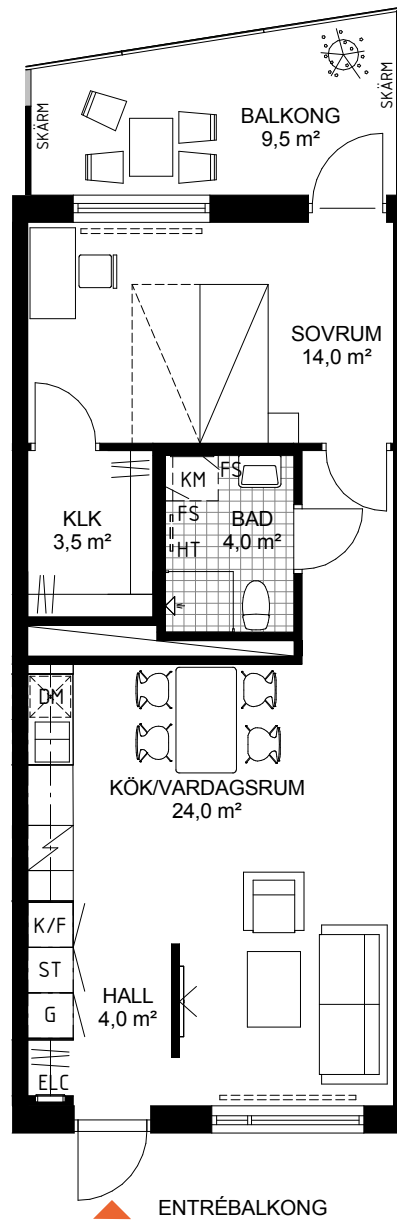 SKÄRM
SKÄRM
BALKONG
9,5 m²
SOVRUM
14,0 m²
KM
FS
KLK
3,5 m²
FS
BAD
4,0 m²
HT
DM
KÖK/VARDAGSRUM
24,0 m²
K/F
ST
G
HALL
4,0 m²
ELC
ENTRÉBALKONG